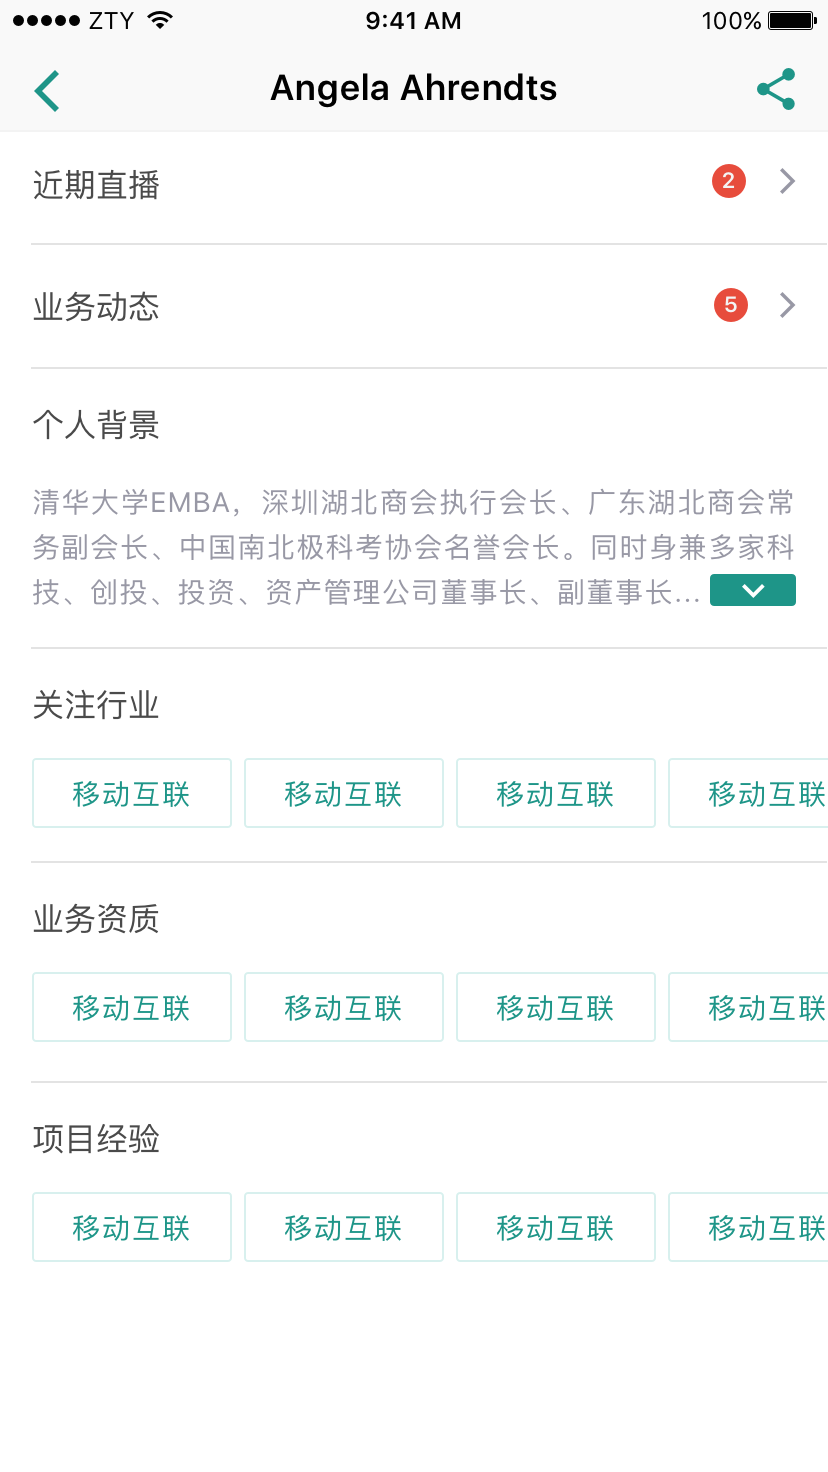 ZTY 9:41 AM 100%
Angela Ahrendts
近期直播 2
业务动态 5
个人背景
清华大学EMBA，深圳湖北商会执行会长、广东湖北商会常
务副会长、中国南北极科考协会名誉会长。同时身兼多家科
技、创投、投资、资产管理公司董事长、副董事长...
关注行业
移动互联 移动互联 移动互联 移动互联
业务资质
移动互联 移动互联 移动互联 移动互联
项目经验
移动互联 移动互联 移动互联 移动互联